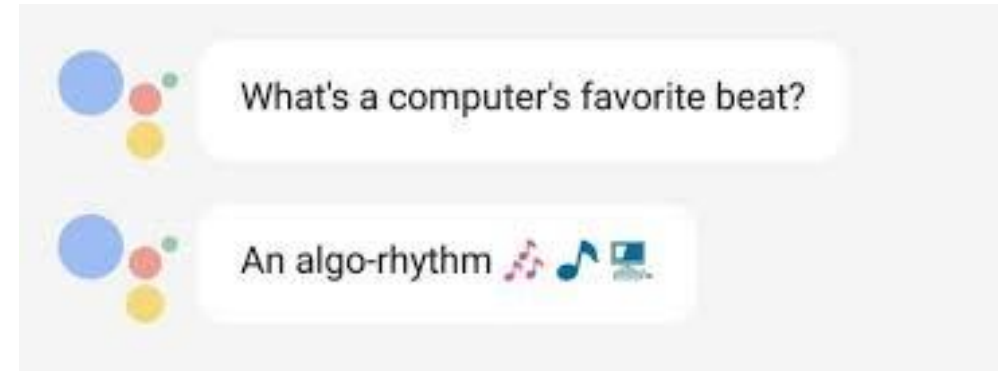 What's a computer's favorite beat?
An algo-rhythm 🎶 🎵 🖥️